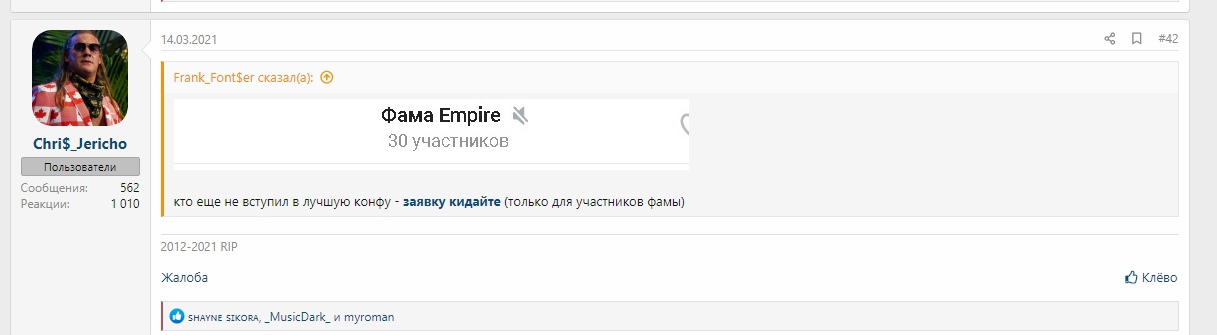 14.03.2021
#42
Frank_Font$er сказал(а):
Фама Empire
30 участников
кто еще не вступил в лучшую конфу - заявку кидайте (только для участников фамы)
Chri$_Jericho
Пользователи
Сообщения: 562
Реакции: 1 010
2012-2021 RIP
Жалоба
Клёво
sʜᴀʏɴᴇ sɪᴋᴏʀᴀ, _MusicDark_ и myroman